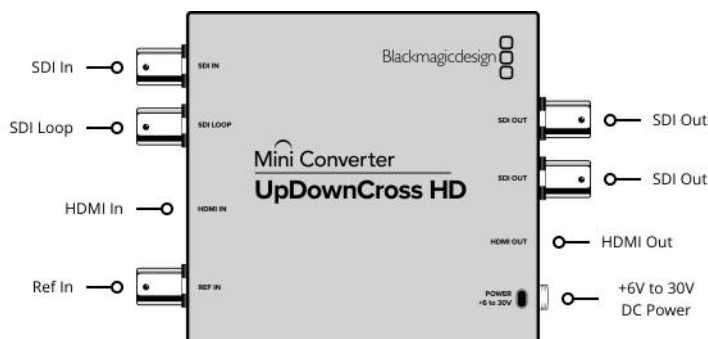 SDI In
SDI Loop
HDMI In
Ref In
SDI IN
SDI LOOP
HDMI IN
REF IN
Blackmagicdesign
Mini Converter
UpDownCross HD
SDI OUT
SDI OUT
HDMI OUT
POWER
+6 to 30V
SDI Out
SDI Out
HDMI Out
+6V to 30V
DC Power